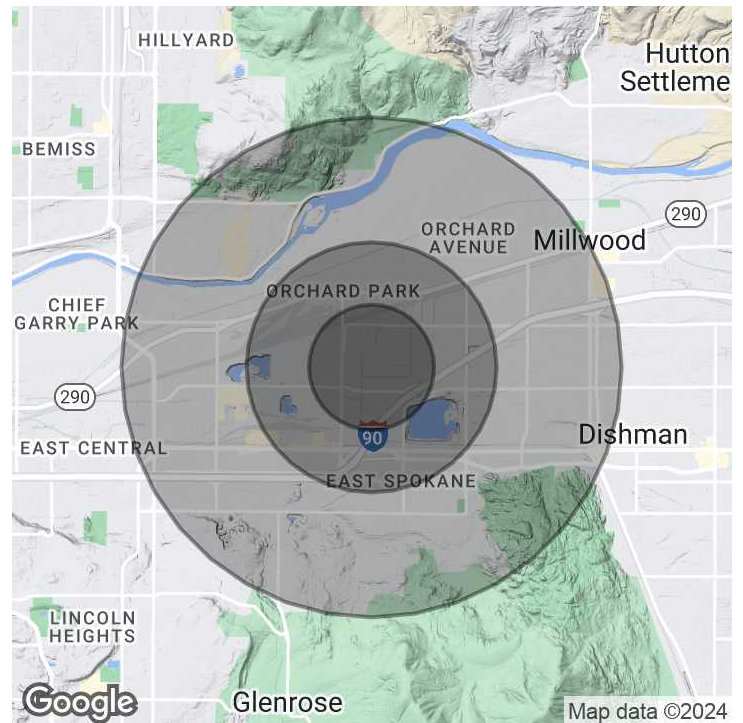 HILLYARD
Hutton
Settleme
BEMISS
290
ORCHARD
AVENUE
Millwood
ORCHARD PARK
CHIEF
GARRY PARK
290
Dishman
90
EAST CENTRAL
EAST SPOKANE
LINCOLN
HEIGHTS
Glenrose
Google
Map data ©2024